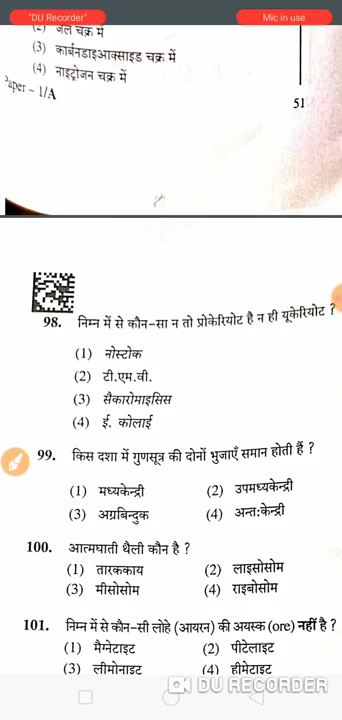 "DU Recorder"
Mic in use
(2) जल चक्र में
(3) कार्बनडाइआक्साइड चक्र में
(4) नाइट्रोजन चक्र में
Paper – 1/A
51
98. निम्न में से कौन-सा न तो प्रोकेरियोट है न ही यूकेरियोट ?
(1) नोस्टोक
(2) टी.एम.वी.
(3) सैकारोमाइसिस
(4) ई. कोलाई
99. किस दशा में गुणसूत्र की दोनों भुजाएँ समान होती हैं ?
(1) मध्यकेन्द्री (2) उपमध्यकेन्द्री
(3) अग्रबिन्दुक (4) अन्त:केन्द्री
100. आत्मघाती थैली कौन है ?
(1) तारककाय (2) लाइसोसोम
(3) मीसोसोम (4) राइबोसोम
101. निम्न में से कौन-सी लोहे (आयरन) की अयस्क (ore) नहीं है ?
(1) मैग्नेटाइट (2) पीटेलाइट
(3) लीमोनाइट (4) हीमेटाइट
DU RECORDER